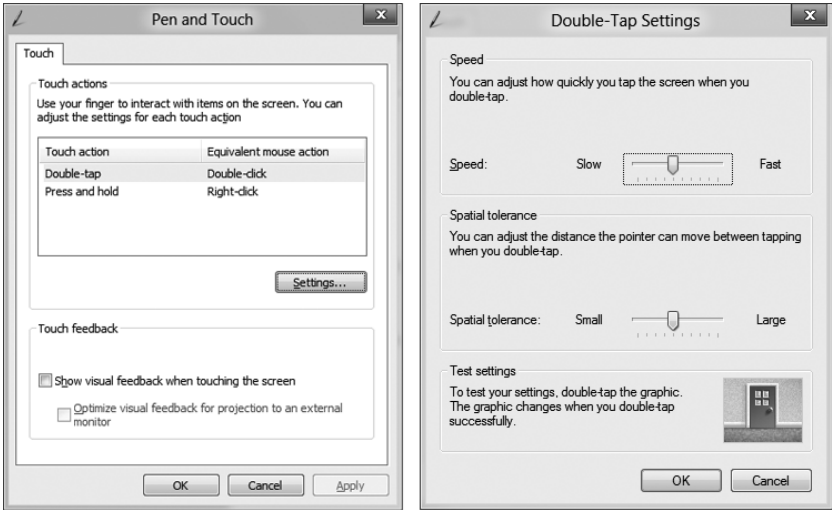 Pen and Touch
x
Touch
Touch actions
Use your finger to interact with items on the screen. You can
adjust the settings for each touch action
Touch action Equivalent mouse action
Double-tap Double-click
Press and hold Right-click
Settings...
Touch feedback
Show visual feedback when touching the screen
Optimize visual feedback for projection to an external
monitor
OK Cancel Apply
Double-Tap Settings
x
Speed
You can adjust how quickly you tap the screen when you
double-tap.
Speed: Slow Fast
Spatial tolerance
You can adjust the distance the pointer can move between tapping
when you double-tap.
Spatial tolerance: Small Large
Test settings
To test your settings, double-tap the graphic.
The graphic changes when you double-tap
successfully.
OK Cancel